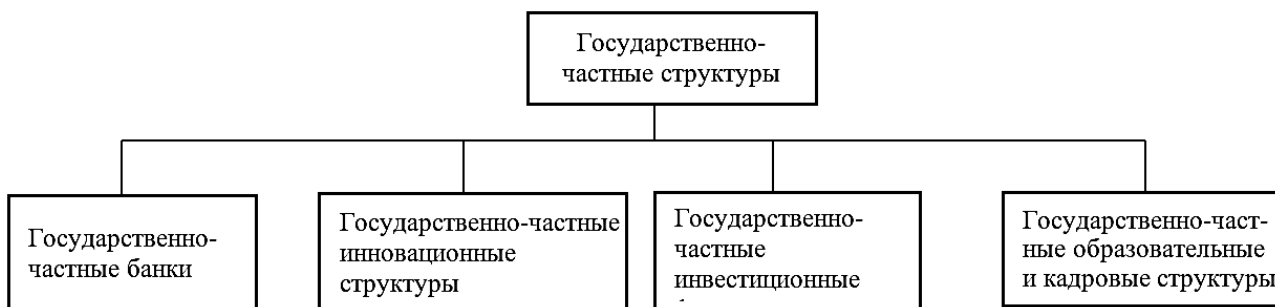 Государственно-
частные структуры
Государственно-
частные банки
Государственно-частные
инновационные
структуры
Государственно-
частные
инвестиционные
Государственно-част-
ные образовательные
и кадровые структуры